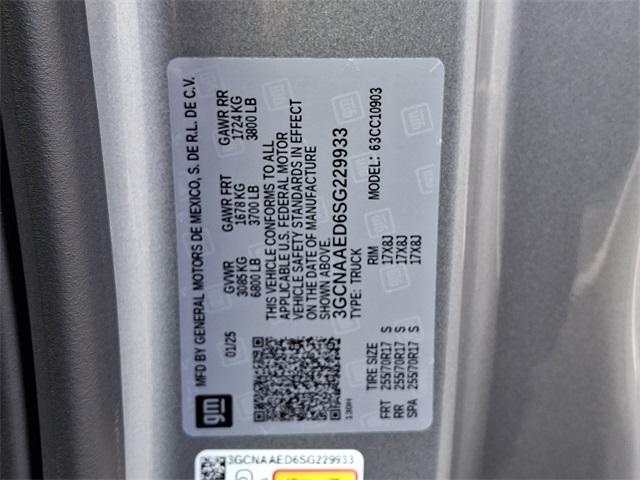 MFD BY GENERAL MOTORS DE MEXICO, S. DE R.L. DE C.V.
01/25 GVWR GAWR FRT GAWR RR
3085 KG 1679 KG 1724 KG
6800 LB 3700 LB 3800 LB
THIS VEHICLE CONFORMS TO ALL
APPLICABLE U.S. FEDERAL MOTOR
VEHICLE SAFETY STANDARDS IN EFFECT
ON THE DATE OF MANUFACTURE
SHOWN ABOVE.
3GCNAAED6SG229933
TYPE: TRUCK MODEL: 63CC10903
gm
130H
TIRE SIZE RIM
FRT 255/70R17 S 17X8J
RR 255/70R17 S 17X8J
SPA 255/70R17 S 17X8J
3GCNAAED6SG229933